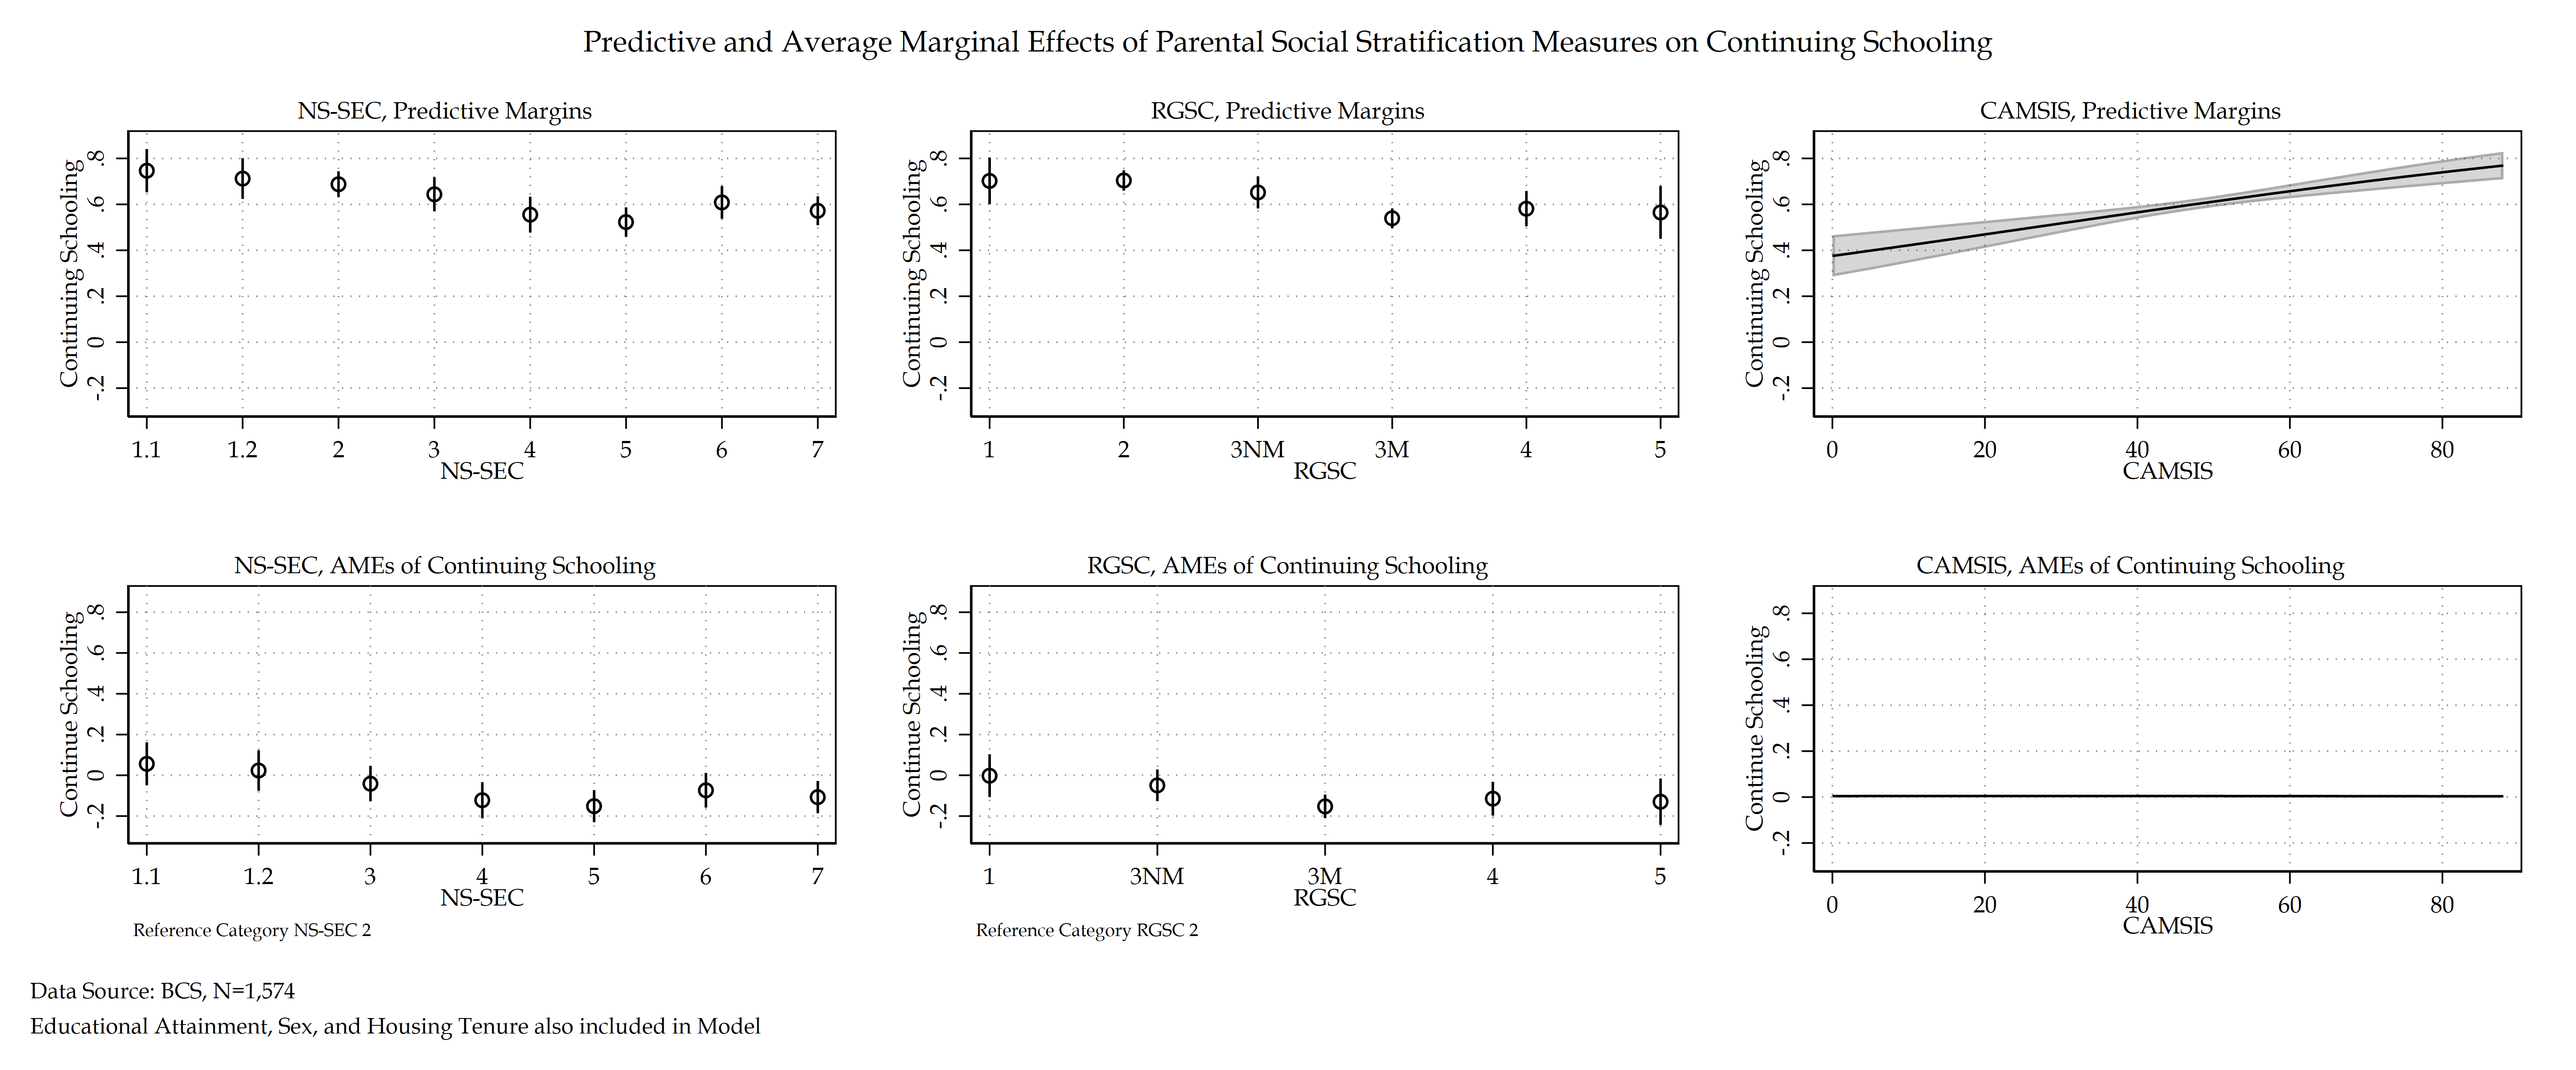 Predictive and Average Marginal Effects of Parental Social Stratification Measures on Continuing Schooling
NS-SEC, Predictive Margins
Continuing Schooling
.8
.6
.4
.2
0
-.2
1.1 1.2 2 3 4 5 6 7
NS-SEC
RGSC, Predictive Margins
Continuing Schooling
.8
.6
.4
.2
0
-.2
1 2 3NM 3M 4 5
RGSC
CAMSIS, Predictive Margins
Continuing Schooling
.8
.6
.4
.2
0
-.2
0 20 40 60 80
CAMSIS
NS-SEC, AMEs of Continuing Schooling
Continue Schooling
.8
.6
.4
.2
0
-.2
1.1 1.2 3 4 5 6 7
NS-SEC
Reference Category NS-SEC 2
RGSC, AMEs of Continuing Schooling
Continue Schooling
.8
.6
.4
.2
0
-.2
1 3NM 3M 4 5
RGSC
Reference Category RGSC 2
CAMSIS, AMEs of Continuing Schooling
Continue Schooling
.8
.6
.4
.2
0
-.2
0 20 40 60 80
CAMSIS
Data Source: BCS, N=1,574
Educational Attainment, Sex, and Housing Tenure also included in Model